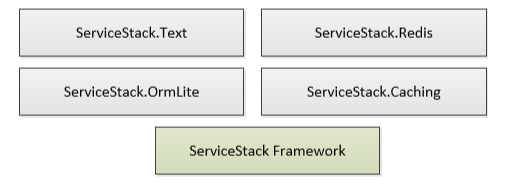 ServiceStack.Text
ServiceStack.Redis
ServiceStack.OrmLite
ServiceStack.Caching
ServiceStack Framework